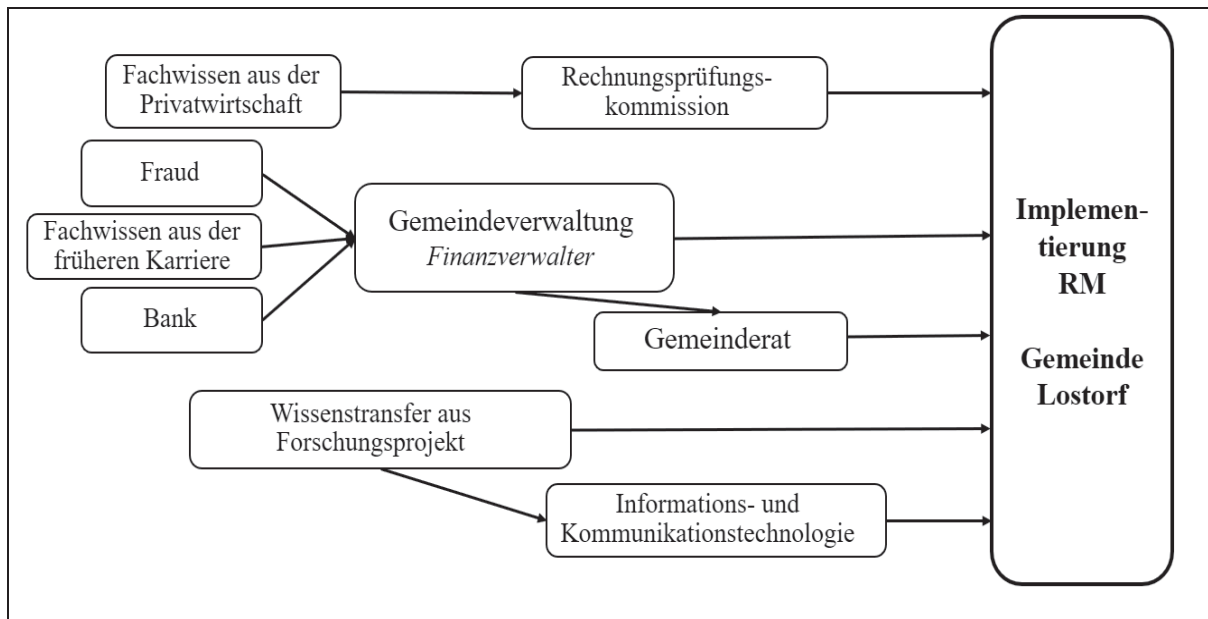 Fachwissen aus der
Privatwirtschaft
Rechnungsprüfungs-
kommission
Fraud
Fachwissen aus der
früheren Karriere
Bank
Gemeindeverwaltung
Finanzverwalter
Gemeinderat
Wissenstransfer aus
Forschungsprojekt
Informations- und
Kommunikationstechnologie
Implemen-
tierung
RM
Gemeinde
Lostorf